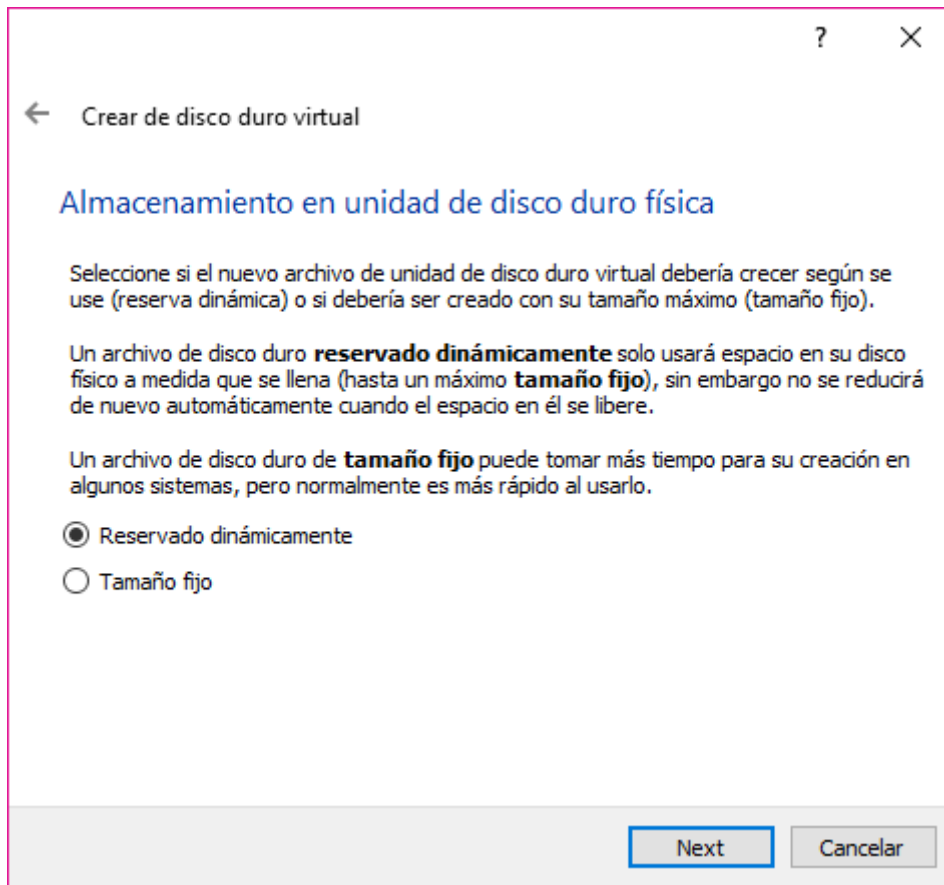 ?
Crear de disco duro virtual
Almacenamiento en unidad de disco duro física
Seleccione si el nuevo archivo de unidad de disco duro virtual debería crecer según se
use (reserva dinámica) o si debería ser creado con su tamaño máximo (tamaño fijo).
Un archivo de disco duro reservado dinámicamente solo usará espacio en su disco
físico a medida que se llena (hasta un máximo tamaño fijo), sin embargo no se reducirá
de nuevo automáticamente cuando el espacio en él se libere.
Un archivo de disco duro de tamaño fijo puede tomar más tiempo para su creación en
algunos sistemas, pero normalmente es más rápido al usarlo.
Reservado dinámicamente
Tamaño fijo
Next Cancelar